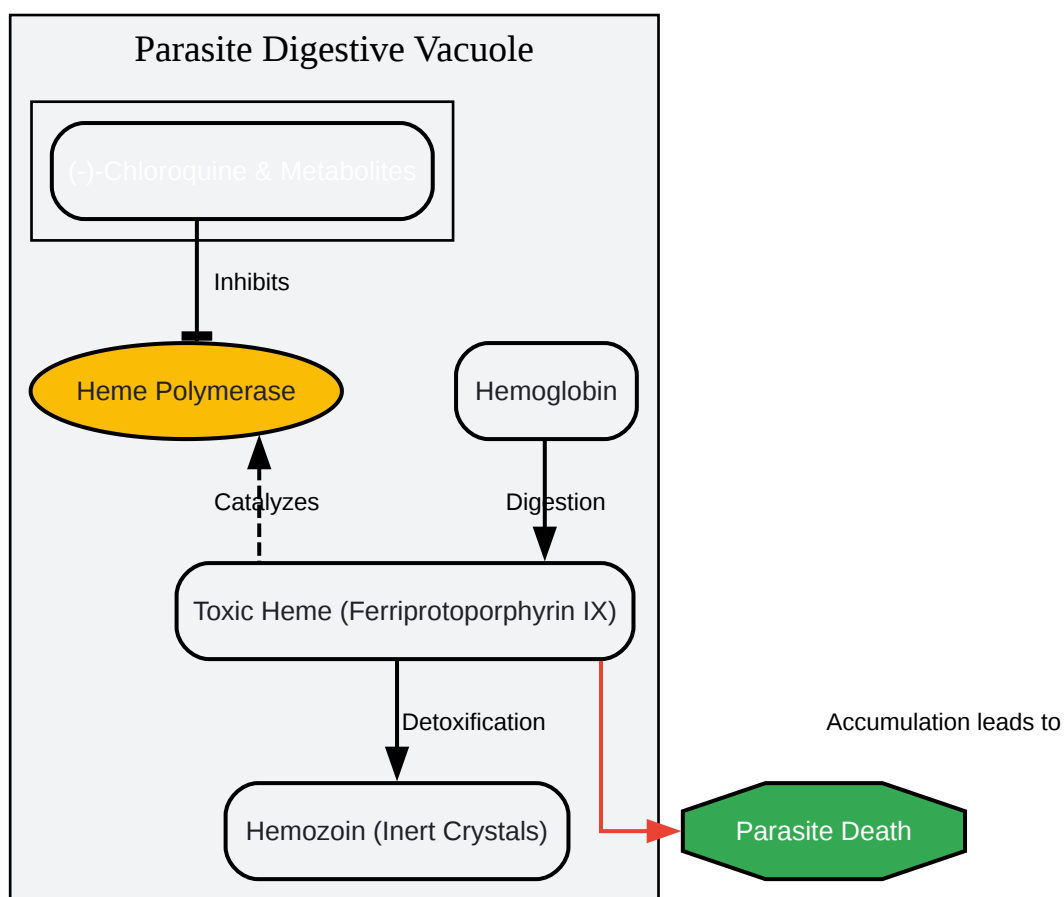 Parasite Digestive Vacuole
(-)-Chloroquine & Metabolites
Inhibits
Heme Polymerase
Hemoglobin
Catalyzes
Digestion
Toxic Heme (Ferriprotoporphyrin IX)
Detoxification
Accumulation leads to
Hemozoin (Inert Crystals)
Parasite Death